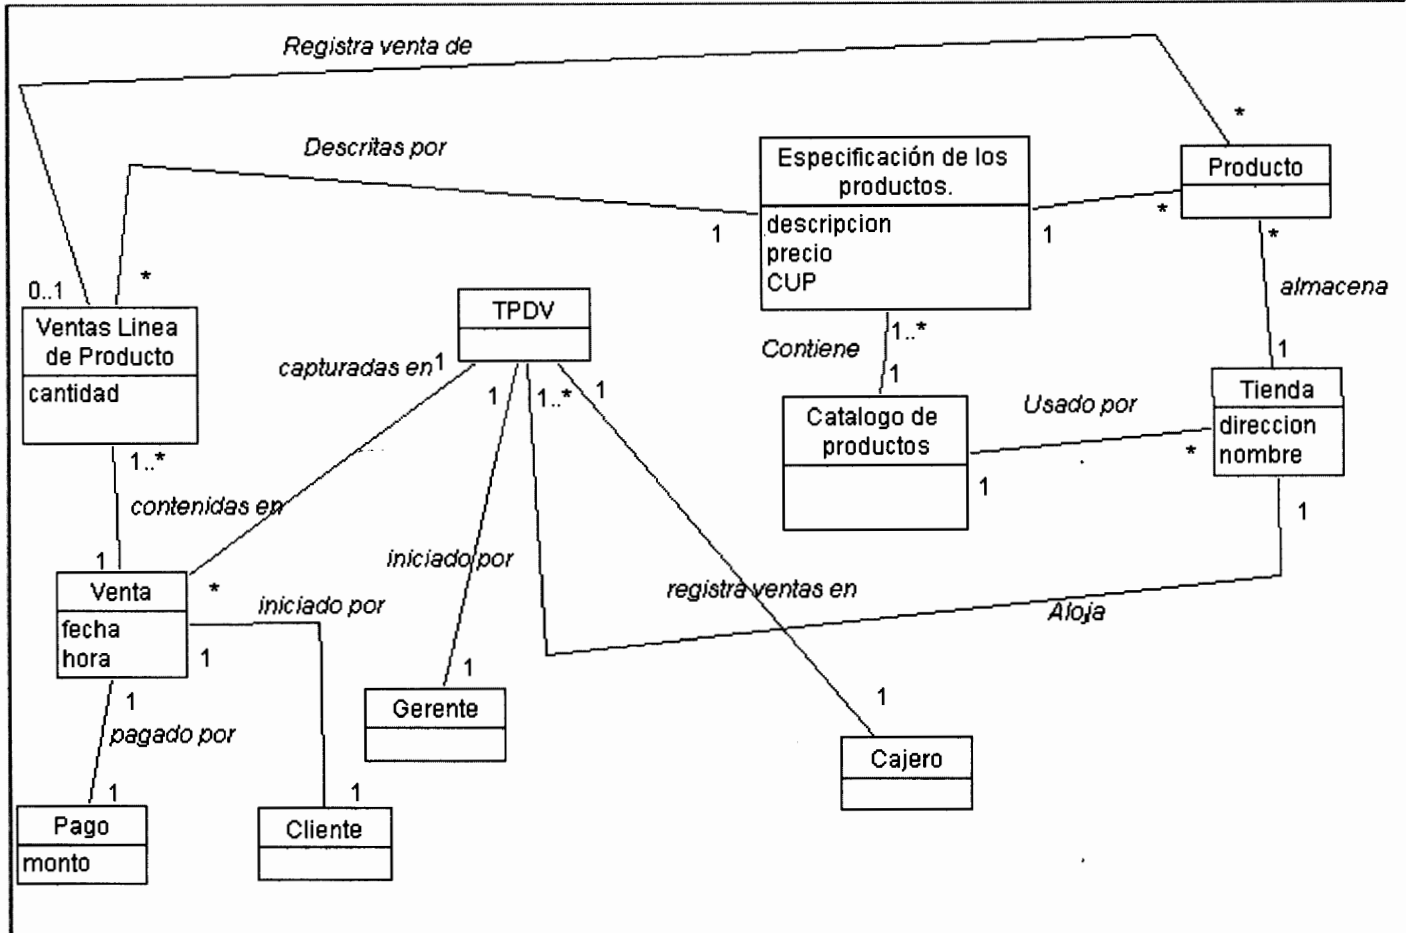 Registra venta de
*
Descritas por
Especificación de los
productos.
Producto
1
descripcion
precio
CUP
1
*
*
almacena
0..1
*
Ventas Linea
de Producto
cantidad
TPDV
capturadas en
1
1
1..*
1
Contiene
1..*
1
1
Catalogo de
productos
Usado por
1
*
Tienda
direccion
nombre
1
1..*
contenidas en
1
Venta
fecha
hora
*
iniciado por
1
iniciado por
1
Gerente
registra ventas en
Aloja
1
Cajero
1
pagado por
1
Pago
monto
1
Cliente